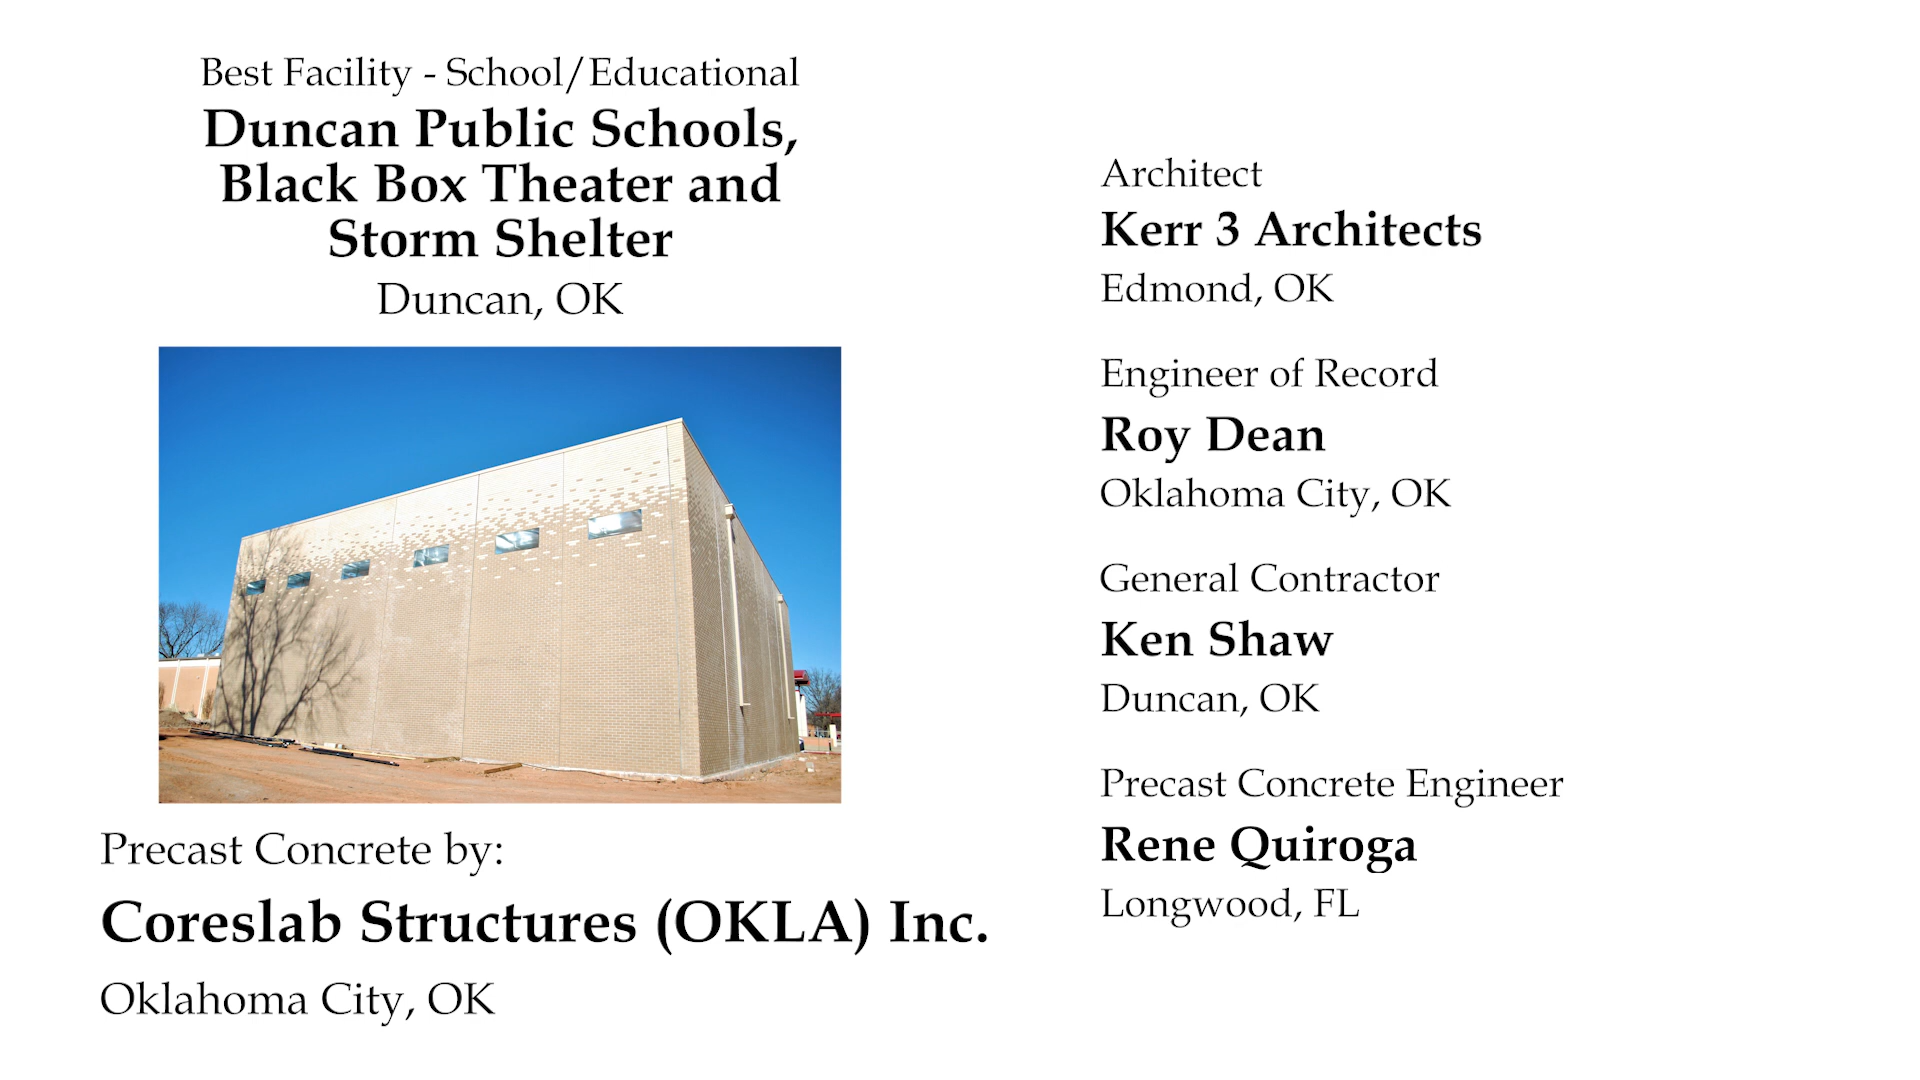 Best Facility - School/Educational
Duncan Public Schools,
Black Box Theater and
Storm Shelter
Duncan, OK
Precast Concrete by:
Coreslab Structures (OKLA) Inc.
Oklahoma City, OK
Architect
Kerr 3 Architects
Edmond, OK
Engineer of Record
Roy Dean
Oklahoma City, OK
General Contractor
Ken Shaw
Duncan, OK
Precast Concrete Engineer
Rene Quiroga
Longwood, FL